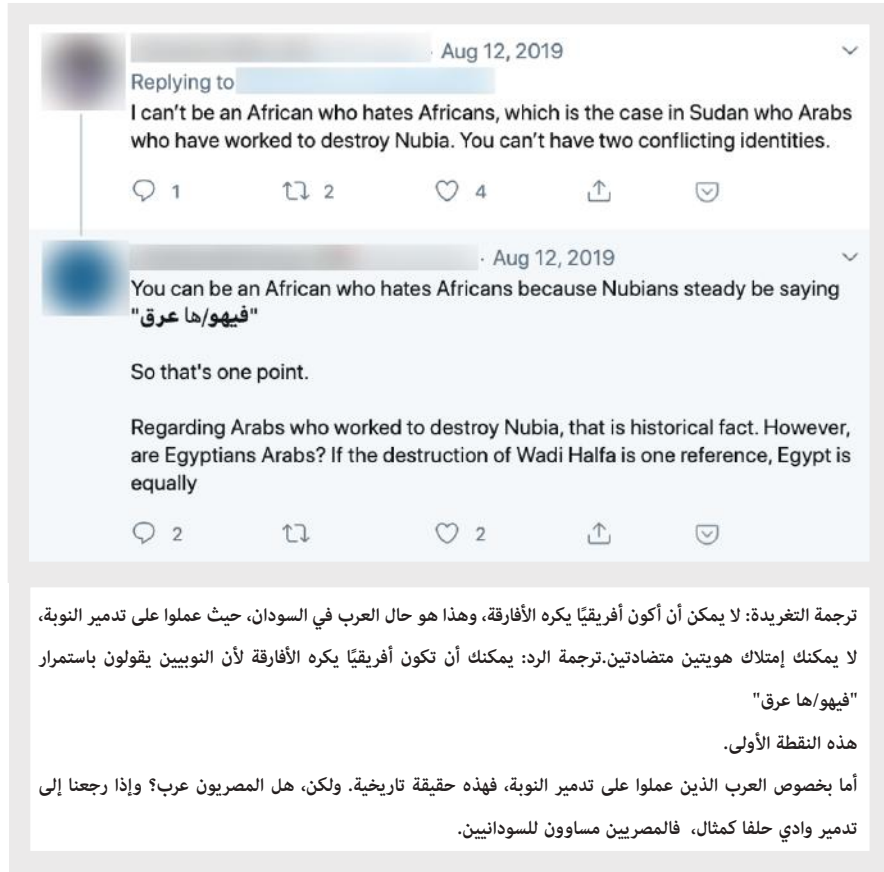 · Aug 12, 2019
Replying to
I can't be an African who hates Africans, which is the case in Sudan who Arabs
who have worked to destroy Nubia. You can't have two conflicting identities.
1 2 4
· Aug 12, 2019
You can be an African who hates Africans because Nubians steady be saying
"فيهو/ها عرق"
So that's one point.
Regarding Arabs who worked to destroy Nubia, that is historical fact. However,
are Egyptians Arabs? If the destruction of Wadi Halfa is one reference, Egypt is
equally
2 2
ترجمة التغريدة: لا يمكن أن أكون أفريقيًا يكره الأفارقة، وهذا هو حال العرب في السودان، حيث عملوا على تدمير النوبة،
لا يمكنك إمتلاك هويتين متضادتين.ترجمة الرد: يمكنك أن تكون أفريقيًا يكره الأفارقة لأن النوبيين يقولون باستمرار
"فيهو/ها عرق"
هذه النقطة الأولى.
أما بخصوص العرب الذين عملوا على تدمير النوبة، فهذه حقيقة تاريخية. ولكن، هل المصريون عرب؟ وإذا رجعنا إلى
تدمير وادي حلفا كمثال، فالمصريين مساوون للسودانيين.